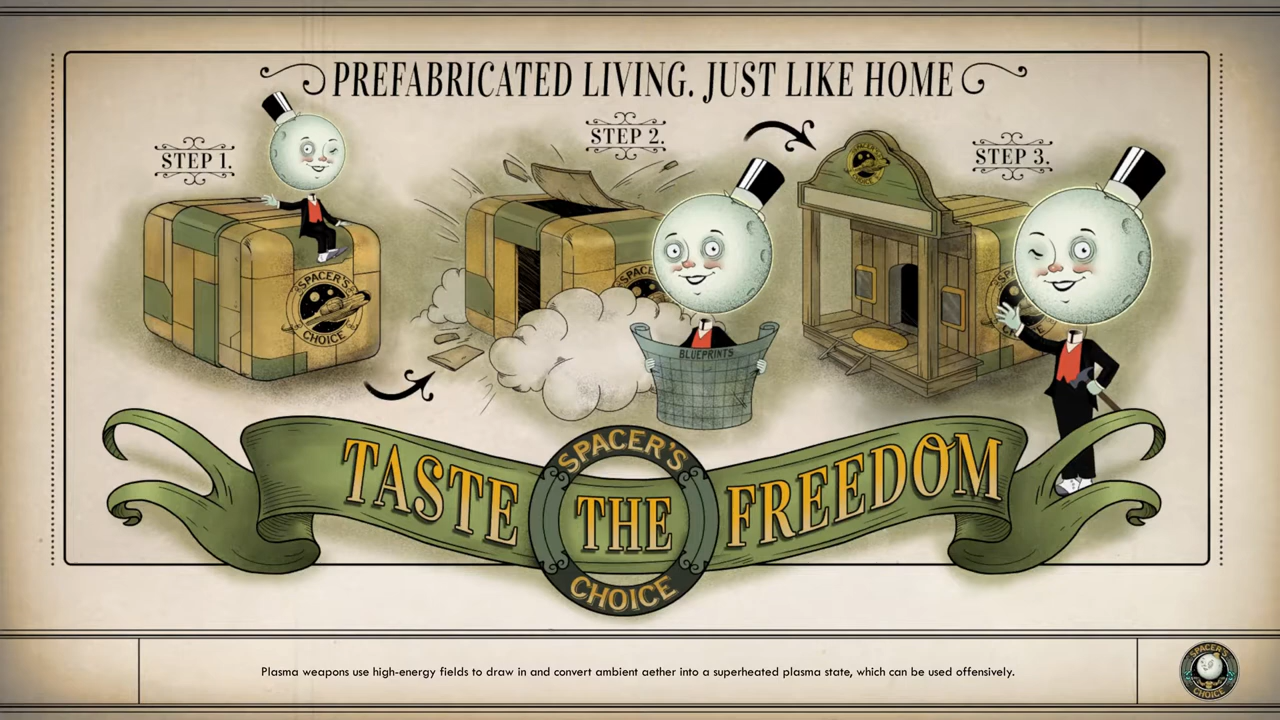 PREFABRICATED LIVING. JUST LIKE HOME
STEP 1.
STEP 2.
STEP 3.
SPACER'S
CHOICE
SPACER'S
BLUEPRINTS
SPACER'S
CHOICE
SPACER'S
TASTE THE FREEDOM
SPACER'S
CHOICE
Plasma weapons use high-energy fields to draw in and convert ambient aether into a superheated plasma state, which can be used offensively.
SPACER'S
CHOICE